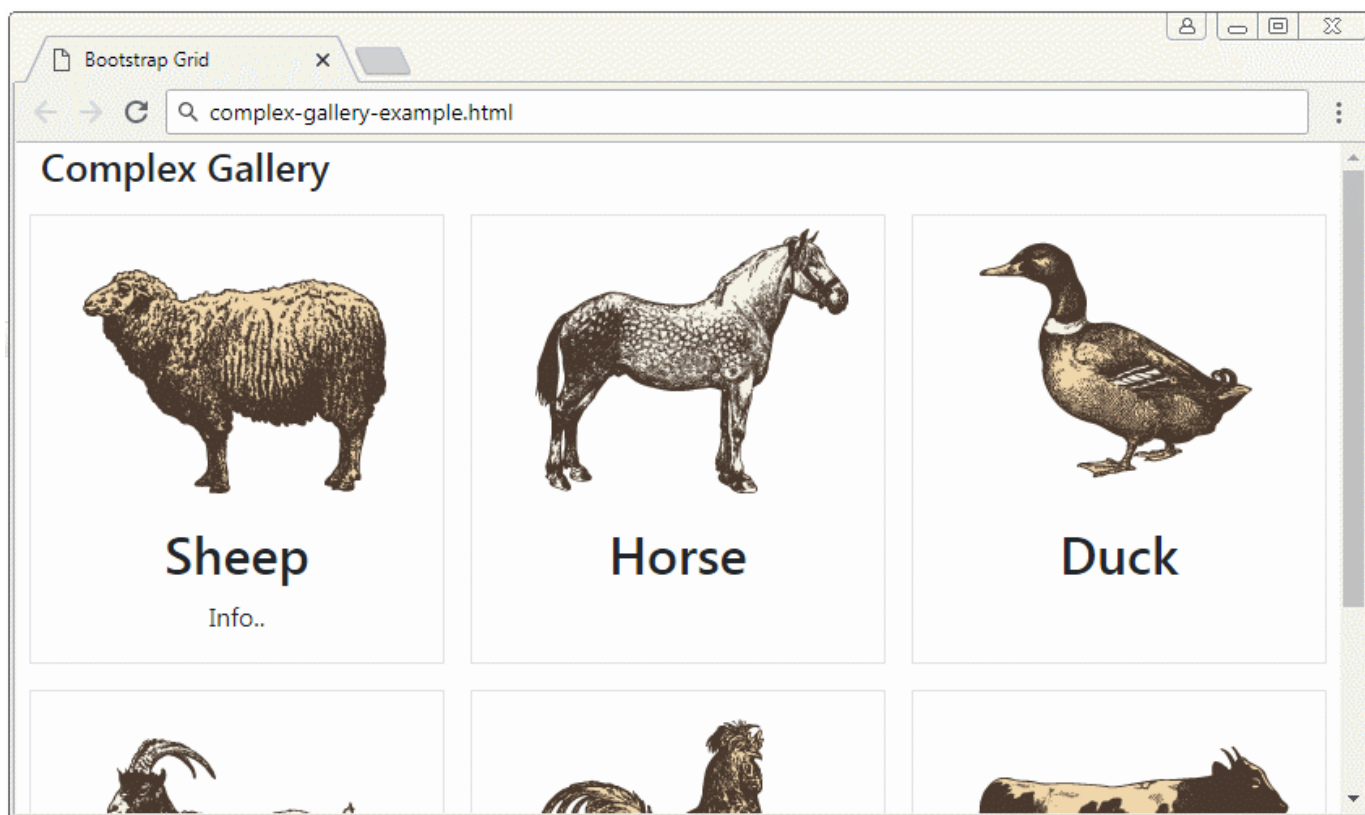 Bootstrap Grid
complex-gallery-example.html
Complex Gallery
Sheep
Horse
Duck
Info..